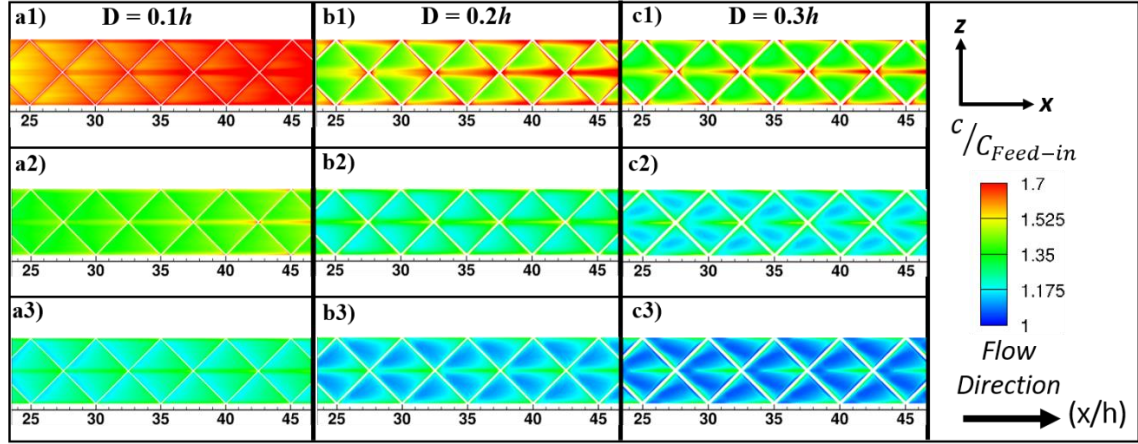 a1) D = 0.1h
b1) D = 0.2h
c1) D = 0.3h
25 30 35 40 45
25 30 35 40 45
25 30 35 40 45
a2)
b2)
c2)
25 30 35 40 45
25 30 35 40 45
25 30 35 40 45
a3)
b3)
c3)
25 30 35 40 45
25 30 35 40 45
25 30 35 40 45
z
x
c/C_{Feed-in}
1.7
1.525
1.35
1.175
1
Flow
Direction
(x/h)